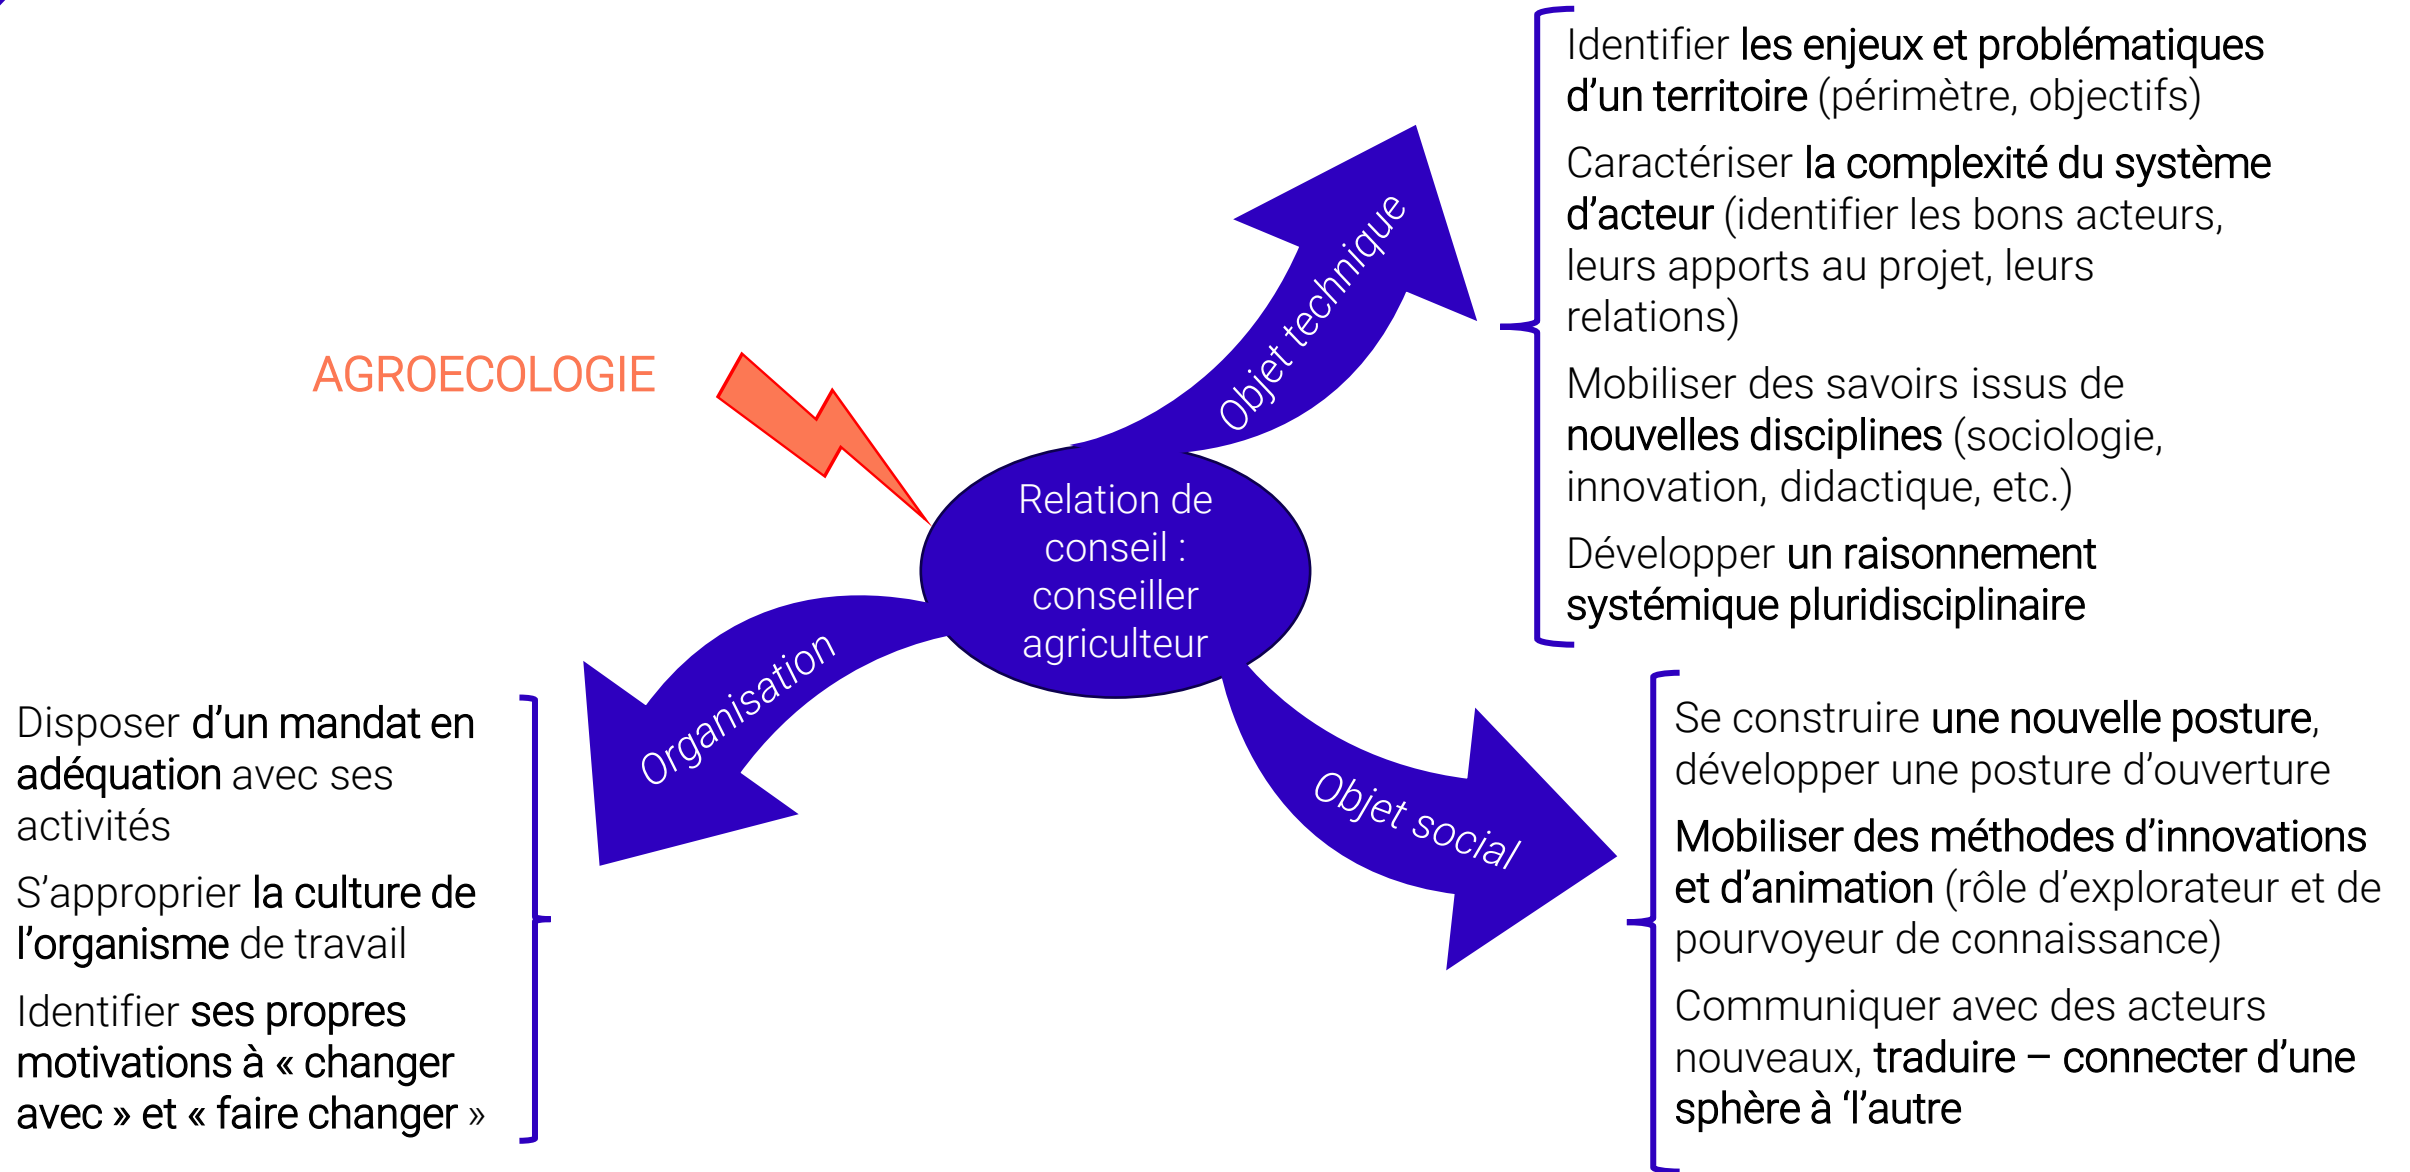 Identifier les enjeux et problématiques
d’un territoire (périmètre, objectifs)
Caractériser la complexité du système
d’acteur (identifier les bons acteurs,
leurs apports au projet, leurs
relations)
Mobiliser des savoirs issus de
nouvelles disciplines (sociologie,
innovation, didactique, etc.)
Développer un raisonnement
systémique pluridisciplinaire
Objet technique
AGROECOLOGIE
Relation de
conseil :
conseiller
agriculteur
Organisation
Objet social
Disposer d’un mandat en
adéquation avec ses
activités
S’approprier la culture de
l’organisme de travail
Identifier ses propres
motivations à « changer
avec » et « faire changer »
Se construire une nouvelle posture,
développer une posture d’ouverture
Mobiliser des méthodes d’innovations
et d’animation (rôle d’explorateur et de
pourvoyeur de connaissance)
Communiquer avec des acteurs
nouveaux, traduire – connecter d’une
sphère à ‘l’autre